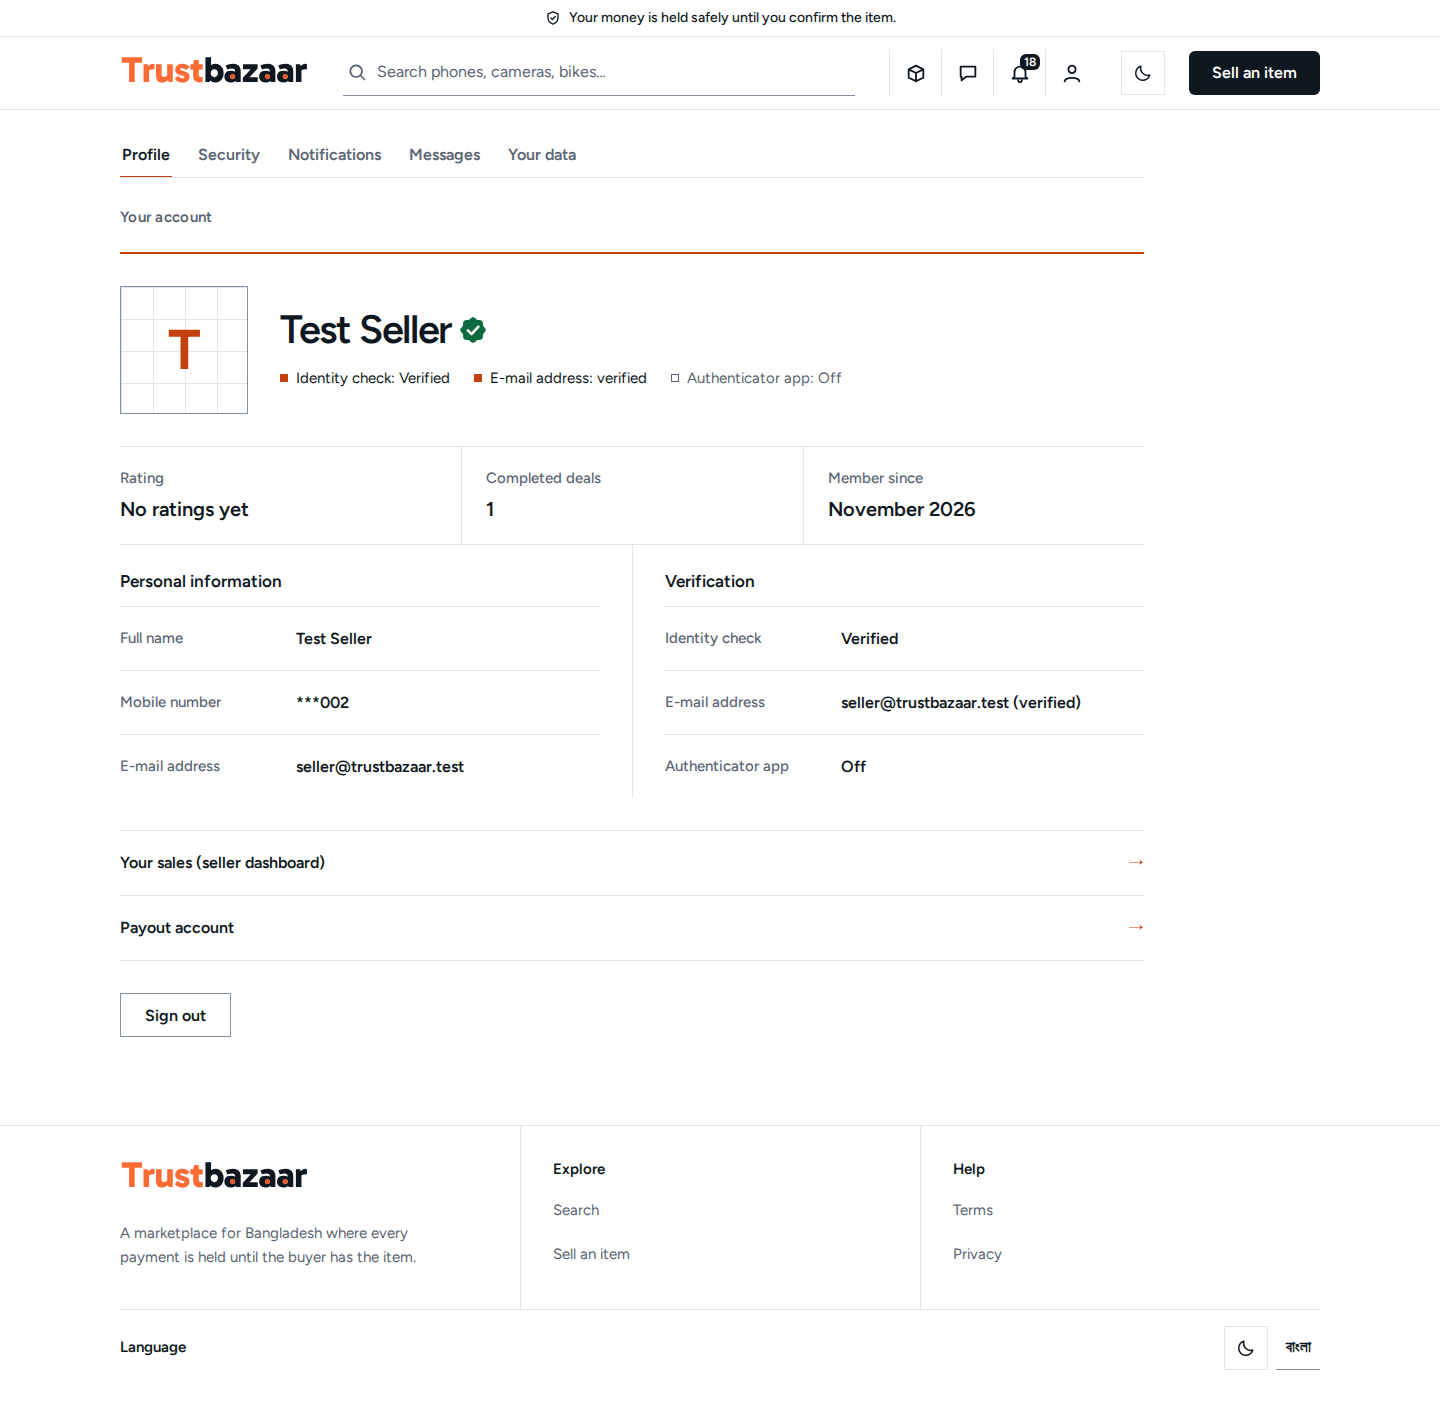 Your money is held safely until you confirm the item.
Trustbazaar
Search phones, cameras, bikes...
18
Sell an item
Profile
Security
Notifications
Messages
Your data
Your account
T
Test Seller
Identity check: Verified
E-mail address: verified
Authenticator app: Off
Rating
No ratings yet
Completed deals
1
Member since
November 2026
Personal information
Full name
Test Seller
Mobile number
***002
E-mail address
seller@trustbazaar.test
Verification
Identity check
Verified
E-mail address
seller@trustbazaar.test (verified)
Authenticator app
Off
Your sales (seller dashboard) →
Payout account →
Sign out
Trustbazaar
A marketplace for Bangladesh where every
payment is held until the buyer has the item.
Explore
Search
Sell an item
Help
Terms
Privacy
Language
বাংলা